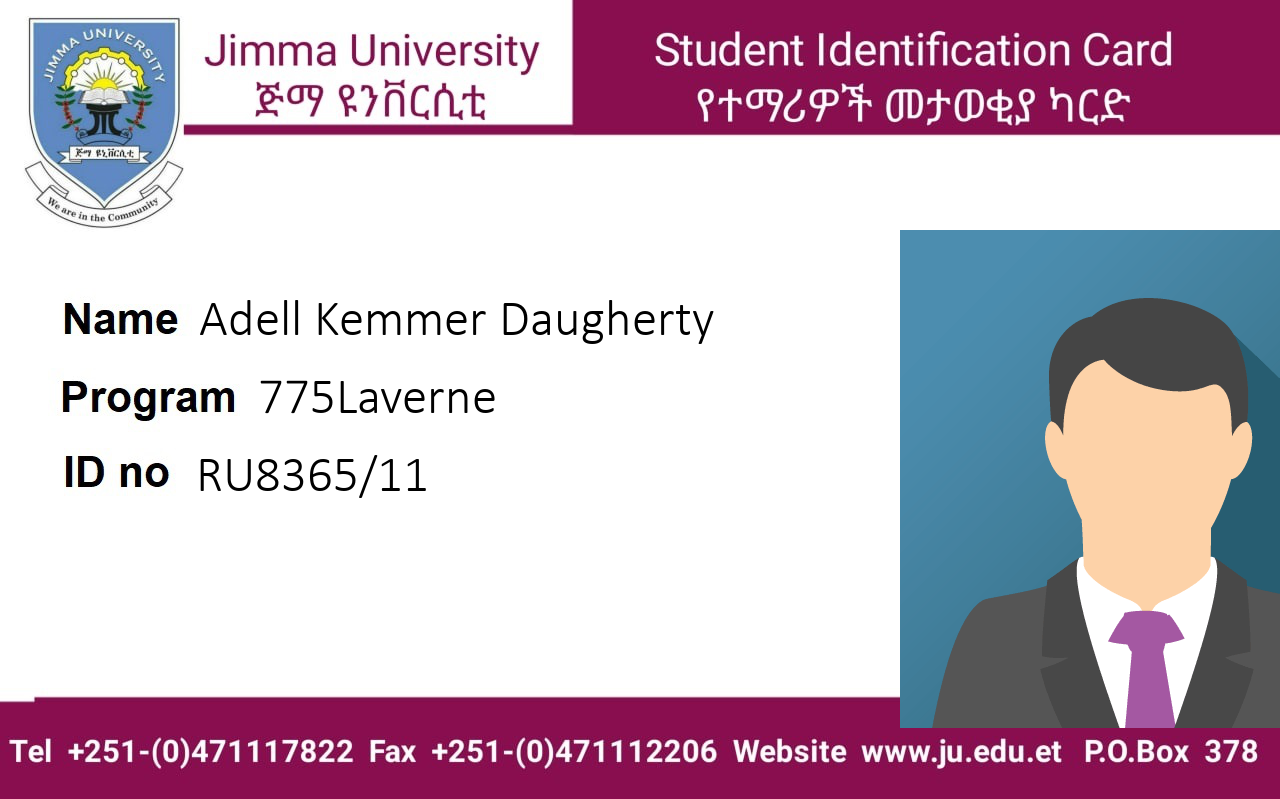 JIMMA UNIVERSITY
ጅማ ዩኒቨርሲቲ
We are in the Community
Jimma University
ጅማ ዩንቨርሲቲ
Student Identification Card
የተማሪዎች መታወቂያ ካርድ
Name Adell Kemmer Daugherty
Program 775Laverne
ID no RU8365/11
Tel +251-(0)471117822 Fax +251-(0)471112206 Website www.ju.edu.et P.O.Box 378